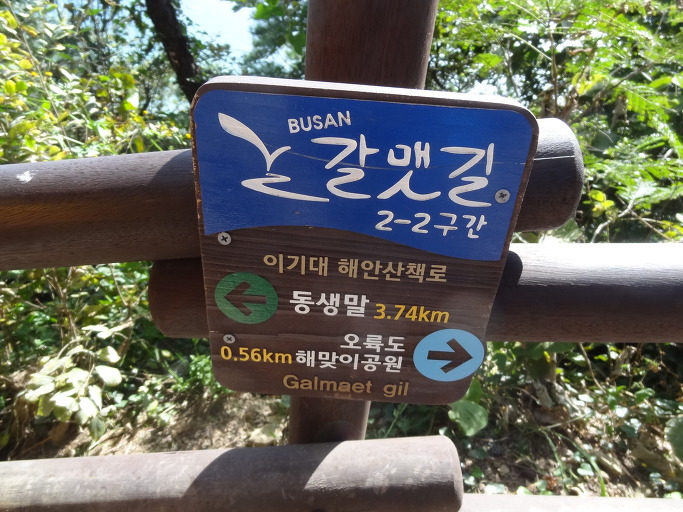 BUSAN
갈맷길
2-2구간
이기대 해안산책로
동생말 3.74km
오륙도
0.56km 해맞이공원
Galmaet gil